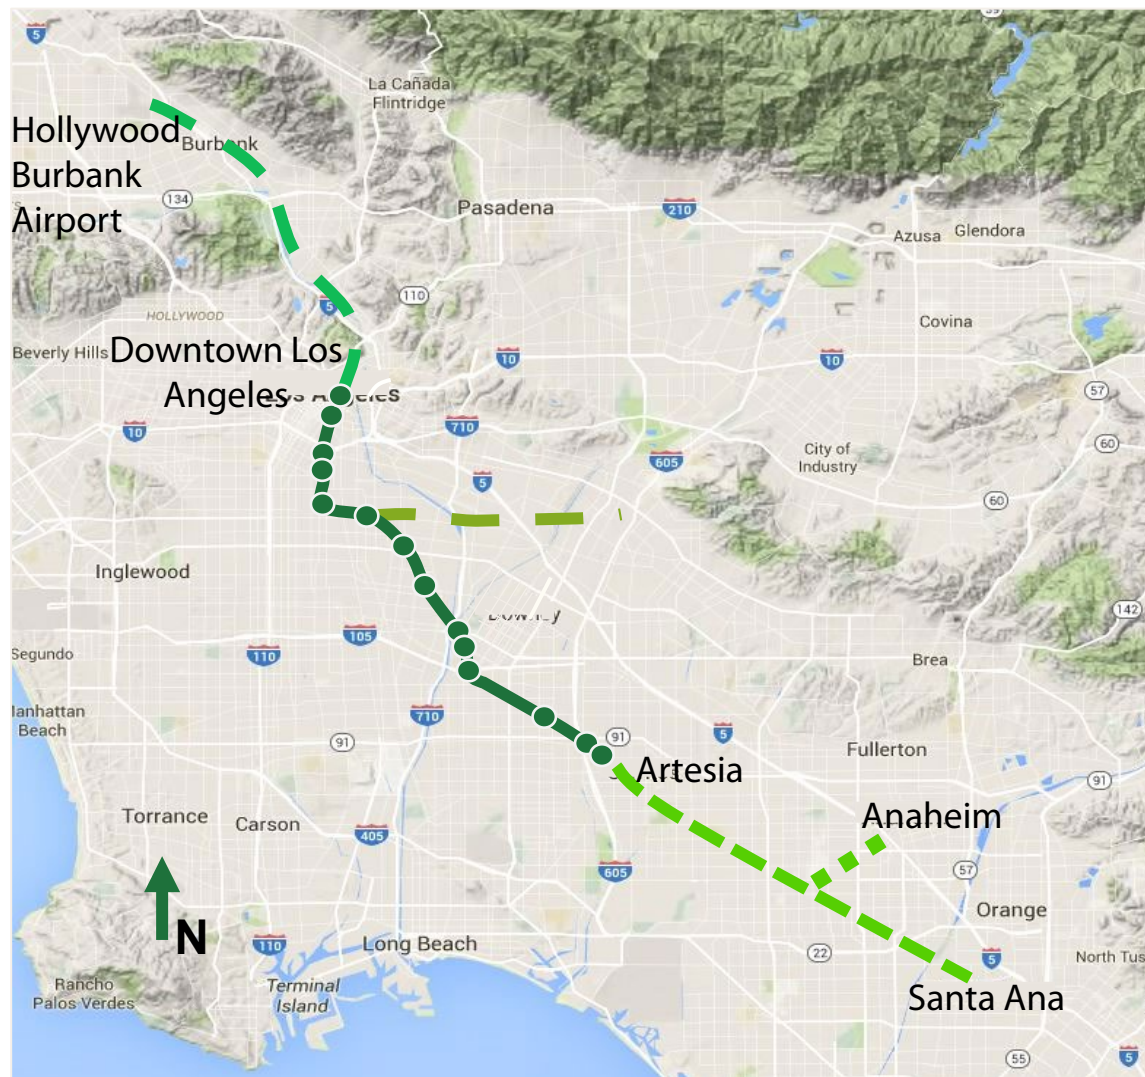 5
La Cañada
Flintridge
Hollywood
Burbank
Burbank
Airport
134
Pasadena
210
Azusa
Glendora
110
5
HOLLYWOOD
Covina
Beverly Hills
Downtown Los
Angeles
10
10
57
10
710
60
City of
Industry
605
5
60
Inglewood
142
105
110
Segundo
Brea
Manhattan
Beach
710
91
91
5
Fullerton
Artesia
91
Torrance
Carson
405
Anaheim
605
57
Orange
N
110
Long Beach
22
5
North Tus
Rancho
Palos Verdes
Terminal
Island
Santa Ana
55
5